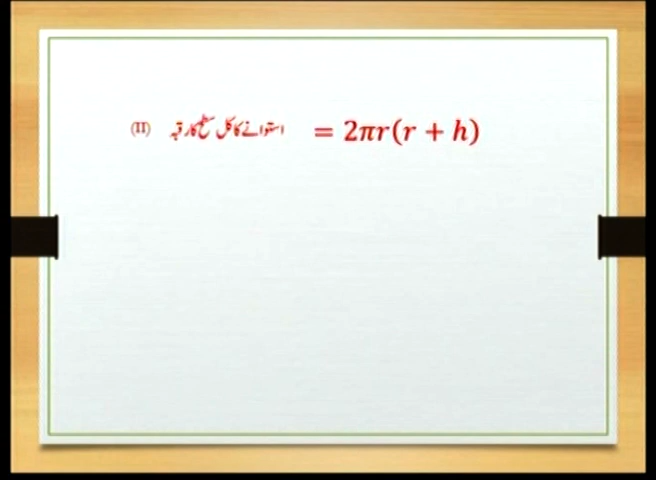 (II) استوانے کا کل سطح کا رقبہ = 2πr(r + h)